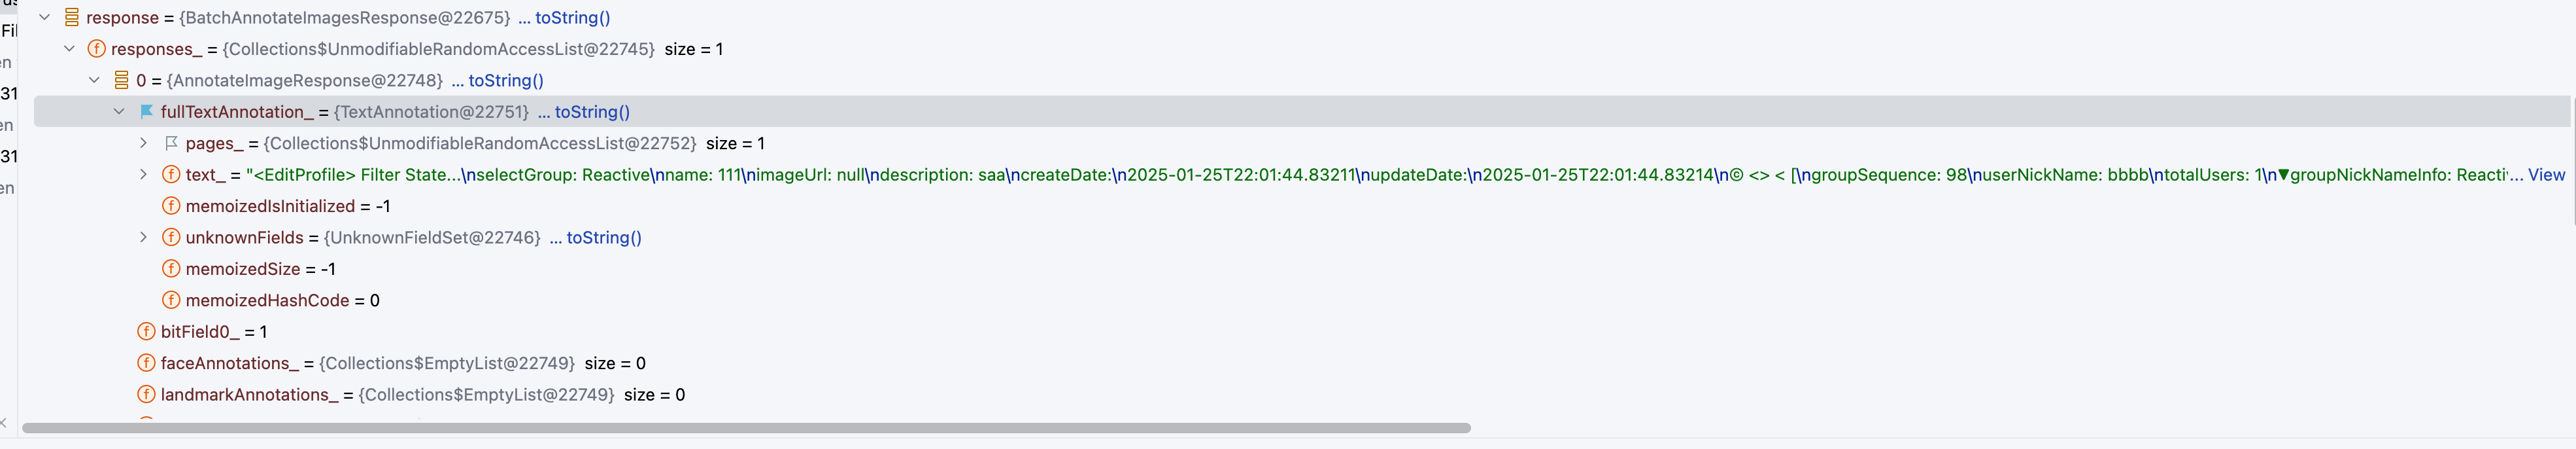 Fil
en
31
en
31
en
response = {BatchAnnotateImagesResponse@22675} ... toString()
responses_ = {Collections$UnmodifiableRandomAccessList@22745} size = 1
0 = {AnnotateImageResponse@22748} ... toString()
fullTextAnnotation_ = {TextAnnotation@22751} ... toString()
pages_ = {Collections$UnmodifiableRandomAccessList@22752} size = 1
text_ = "<EditProfile> Filter State...\nselectGroup: Reactive\nname: 111\nimageUrl: null\ndescription: saa\ncreateDate:\n2025-01-25T22:01:44.83211\nupdateDate:\n2025-01-25T22:01:44.83214\n© <> < [\ngroupSequence: 98\nuserNickName: bbbb\ntotalUsers: 1\n▼groupNickNameInfo: Reacti... View
memoizedIsInitialized = -1
unknownFields = {UnknownFieldSet@22746} ... toString()
memoizedSize = -1
memoizedHashCode = 0
bitField0_ = 1
faceAnnotations_ = {Collections$EmptyList@22749} size = 0
landmarkAnnotations_ = {Collections$EmptyList@22749} size = 0